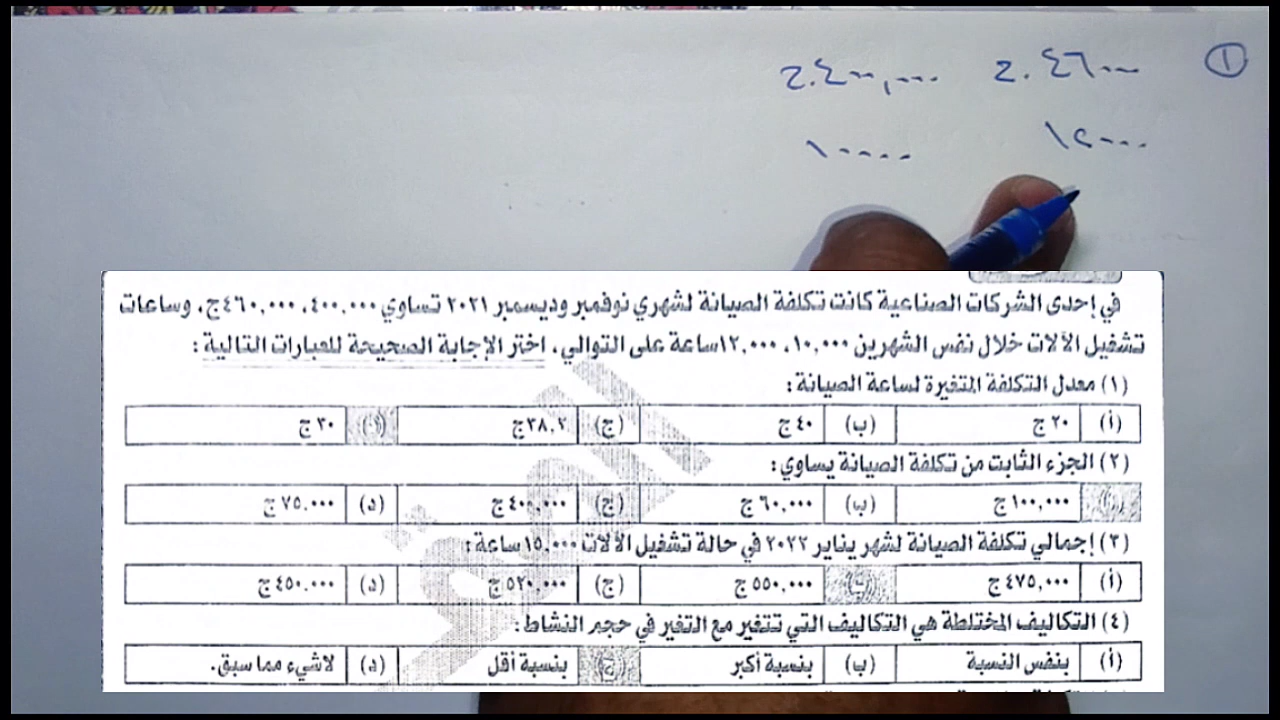 ١
٤٦٠٠٠٠ ٤٠٠,٠٠٠
١٢٠٠٠ ١٠٠٠٠
في إحدى الشركات الصناعية كانت تكلفة الصيانة لشهري نوفمبر وديسمبر ٢٠٢١ تساوي ٤٠٠,٠٠٠، ٤٦٠,٠٠٠ج، وساعات
تشغيل الآلات خلال نفس الشهرين ١٠,٠٠٠، ١٢,٠٠٠ساعة على التوالي. اختر الإجابة الصحيحة للعبارات التالية:
(١) معدل التكلفة المتغيرة لساعة الصيانة:
(أ) ٢٠ ج (ب) ٤٠ ج (ج) ٣٨,٣ج (د) ٣٠ ج
(٢) الجزء الثابت من تكلفة الصيانة يساوي:
(أ) ١٠٠,٠٠٠ ج (ب) ٦٠,٠٠٠ ج (ج) ٤٠٠,٠٠٠ ج (د) ٧٥,٠٠٠ ج
(٣) إجمالي تكلفة الصيانة لشهر يناير ٢٠٢٢ في حالة تشغيل الآلات ١٥,٠٠٠ساعة:
(أ) ٤٧٥,٠٠٠ ج (ب) ٥٥٠,٠٠٠ ج (ج) ٥٢٠,٠٠٠ ج (د) ٤٥٠,٠٠٠ ج
(٤) التكاليف المختلطة هي التكاليف التي تتغير مع التغير في حجم النشاط:
(أ) بنفس النسبة (ب) بنسبة أكبر (ج) بنسبة أقل (د) لاشيء مما سبق.